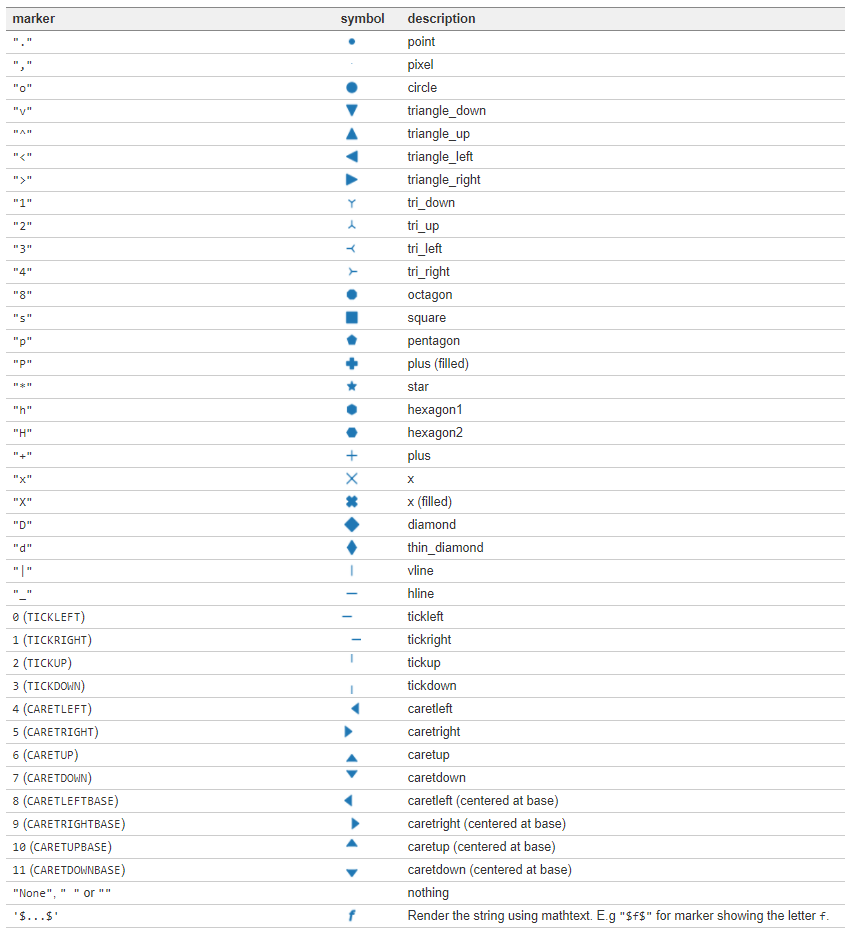 marker symbol description
"." point
"," pixel
"o" circle
"v" triangle_down
"^" triangle_up
"<" triangle_left
">" triangle_right
"1" tri_down
"2" tri_up
"3" tri_left
"4" tri_right
"8" octagon
"s" square
"p" pentagon
"P" plus (filled)
"*" star
"h" hexagon1
"H" hexagon2
"+" plus
"x" x
"X" x (filled)
"D" diamond
"d" thin_diamond
"|" vline
"_" hline
0 (TICKLEFT) tickleft
1 (TICKRIGHT) tickright
2 (TICKUP) tickup
3 (TICKDOWN) tickdown
4 (CARETLEFT) caretleft
5 (CARETRIGHT) caretright
6 (CARETUP) caretup
7 (CARETDOWN) caretdown
8 (CARETLEFTBASE) caretleft (centered at base)
9 (CARETRIGHTBASE) caretright (centered at base)
10 (CARETUPBASE) caretup (centered at base)
11 (CARETDOWNBASE) caretdown (centered at base)
"None", " " or "" nothing
'$...$' f Render the string using mathtext. E.g "$f$" for marker showing the letter f.